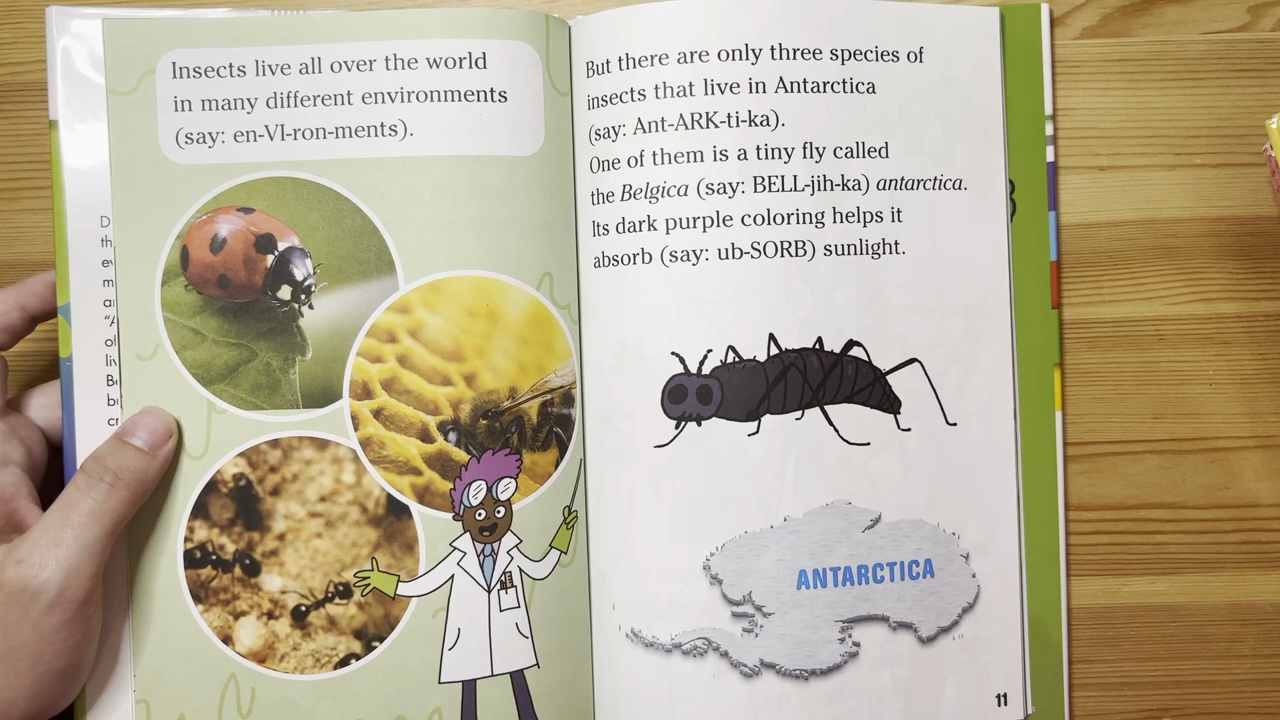 Insects live all over the world
in many different environments
(say: en-VI-ron-ments).
But there are only three species of
insects that live in Antarctica
(say: Ant-ARK-ti-ka).
One of them is a tiny fly called
the Belgica (say: BELL-jih-ka) antarctica.
Its dark purple coloring helps it
absorb (say: ub-SORB) sunlight.
ANTARCTICA
11